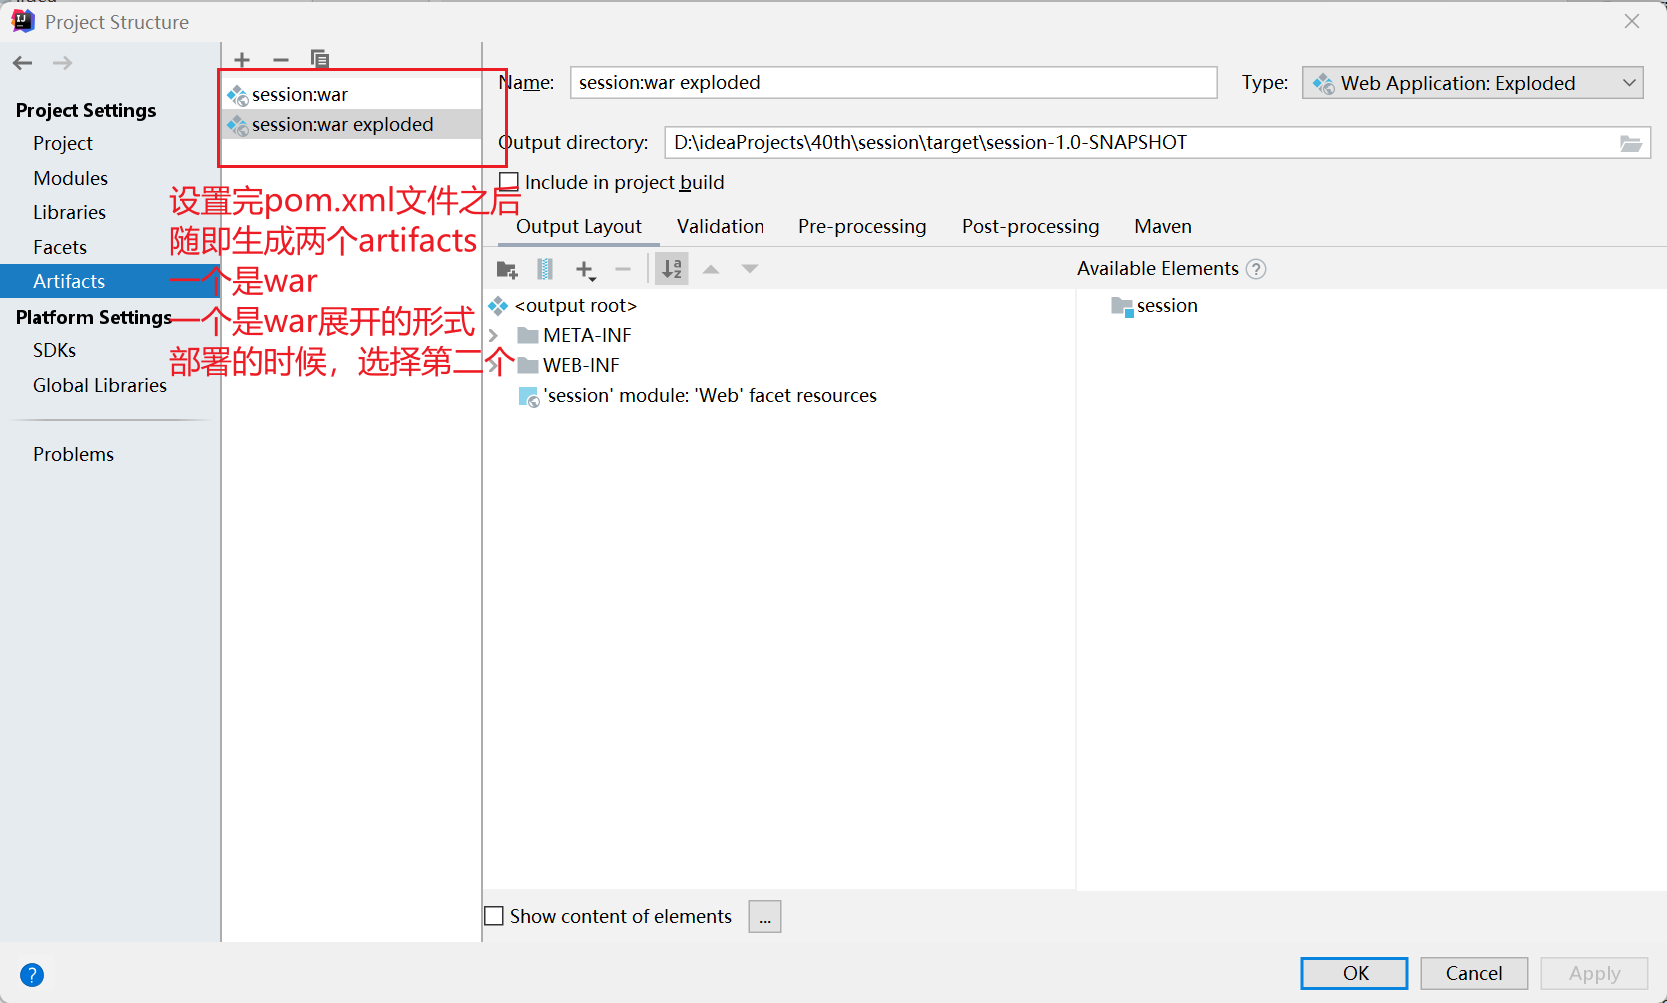 Project Structure
Project Settings
Project
Modules
Libraries
Facets
Artifacts
Platform Settings
SDKs
Global Libraries
Problems
session:war
session:war exploded
设置完pom.xml文件之后
随即生成两个artifacts
一个是war
一个是war展开的形式
部署的时候，选择第二个
Name:
session:war exploded
Type:
Web Application: Exploded
Output directory:
D:\ideaProjects\40th\session\target\session-1.0-SNAPSHOT
Include in project build
Output Layout
Validation
Pre-processing
Post-processing
Maven
Available Elements
<output root>
META-INF
WEB-INF
'session' module: 'Web' facet resources
session
Show content of elements
...
OK
Cancel
Apply